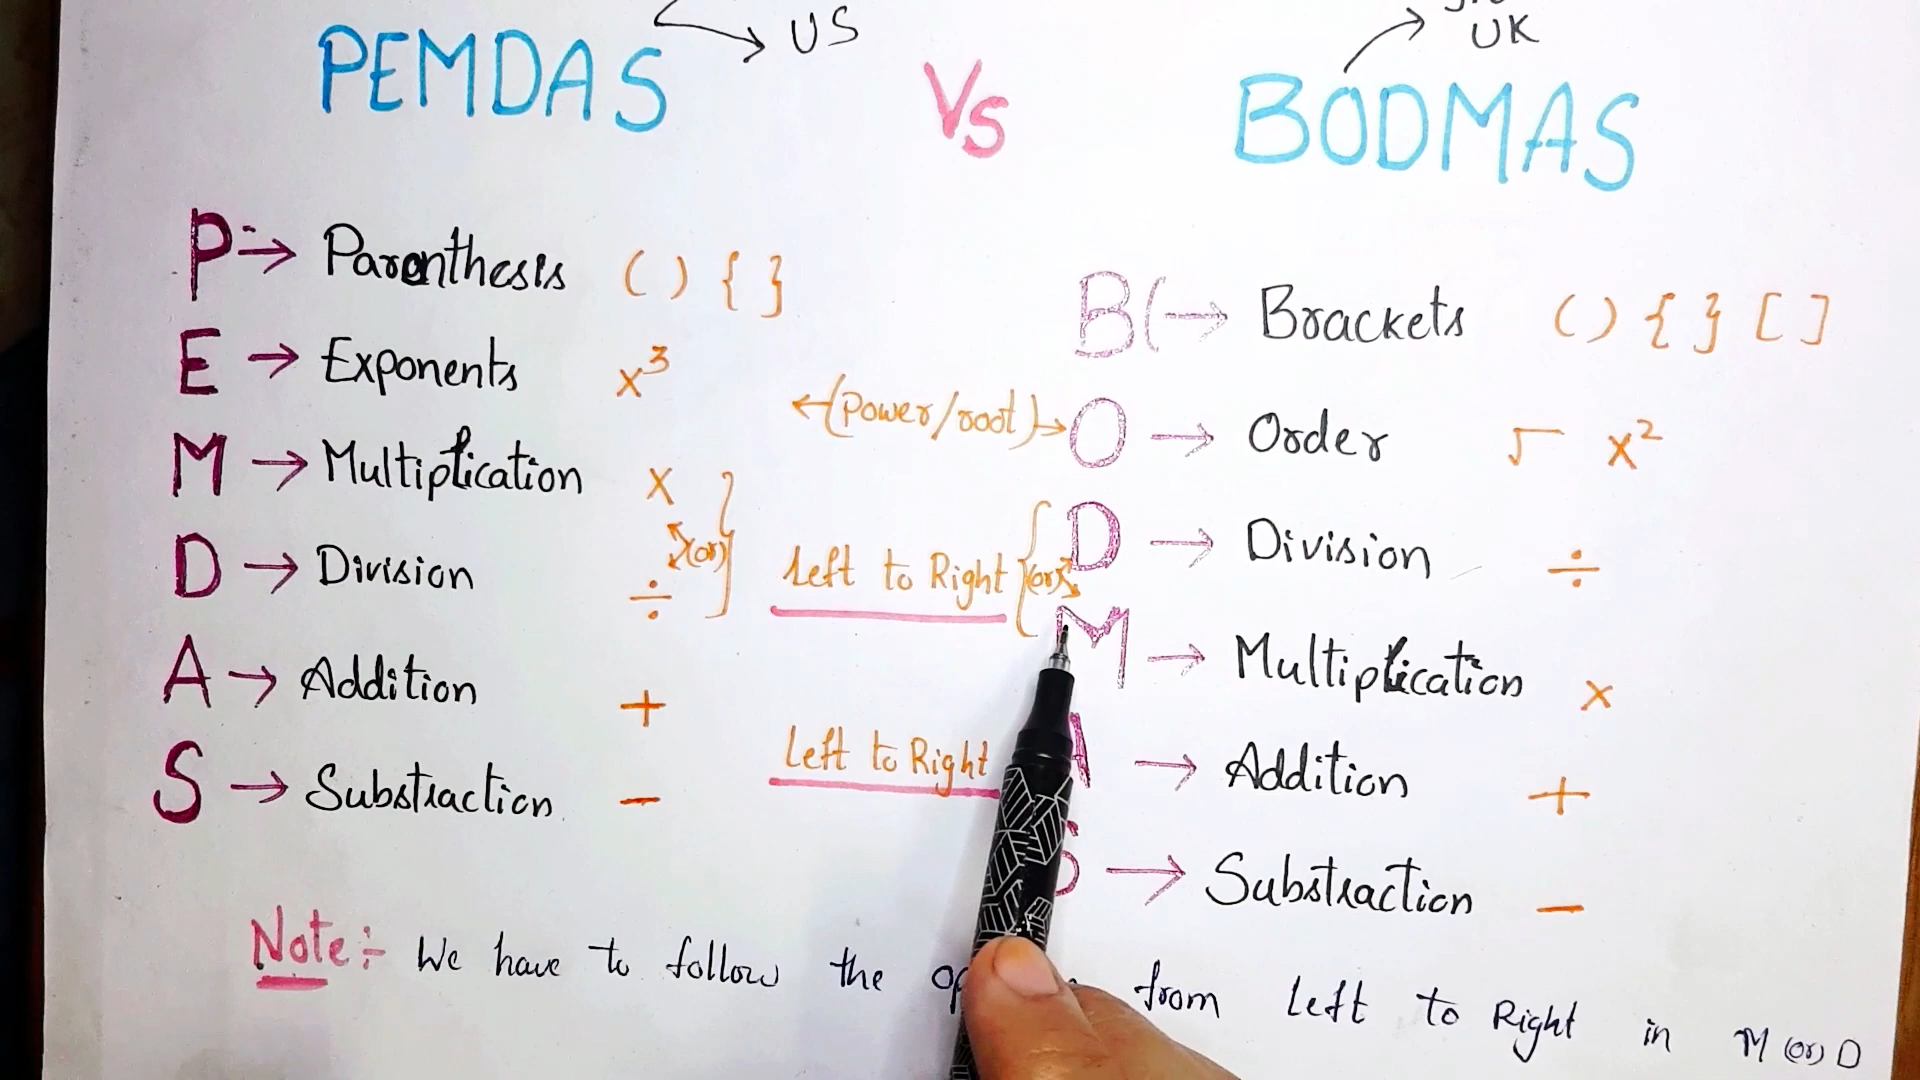 US
UK
PEMDAS Vs BODMAS
P → Parenthesis ( ) { }
E → Exponents x³
M → Multiplication x
(or)
D → Division ÷
A → Addition +
S → Substraction −
←(Power/root)→
Left to Right
Left to Right
B → Brackets ( ) { } [ ]
O → Order √ x²
D → Division ÷
(or)
M → Multiplication x
A → Addition +
S → Substraction −
Note:- We have to follow the from Left to Right in M (or) D